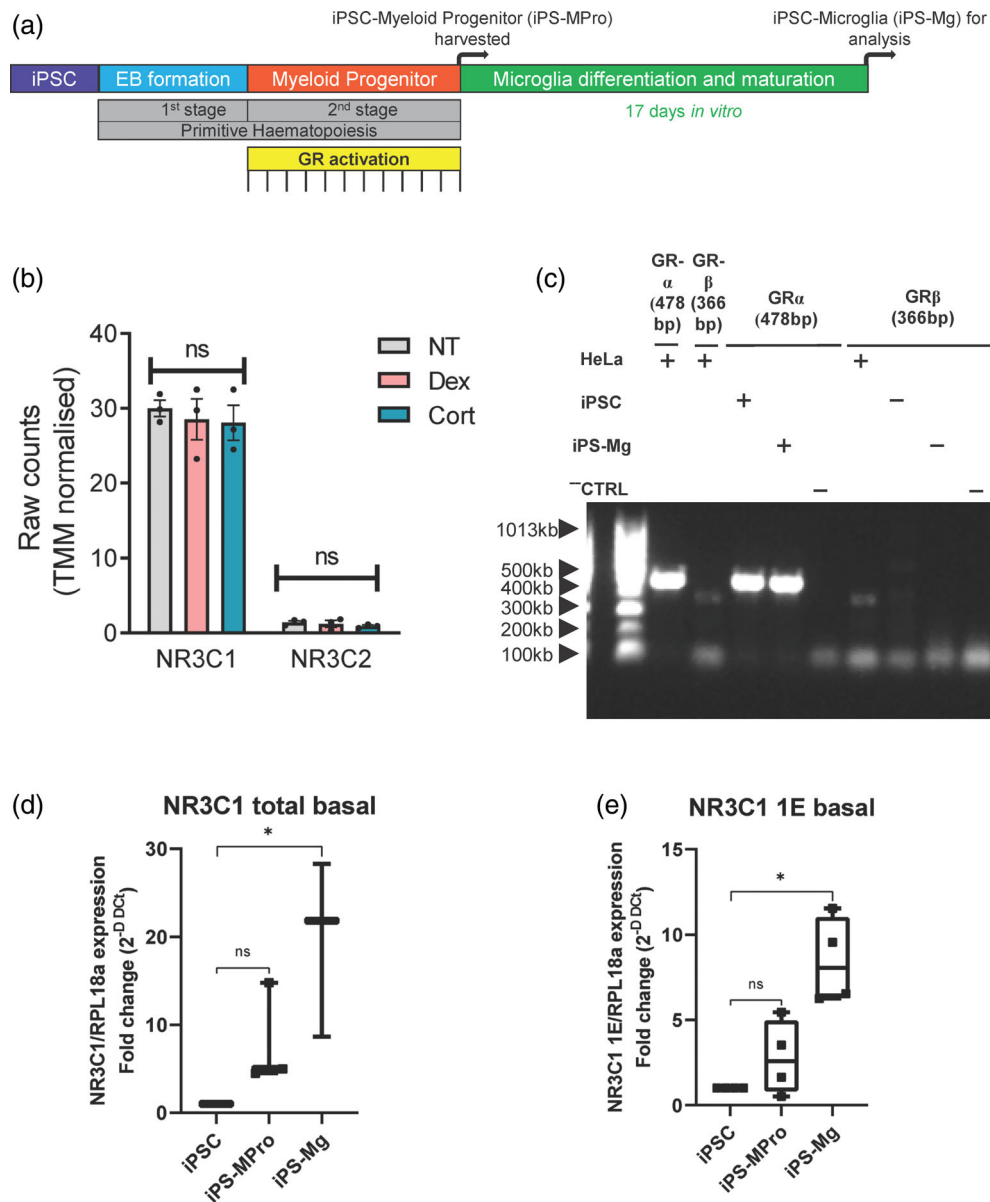 (a)
iPSC-Myeloid Progenitor (iPS-MPro)
harvested
iPSC-Microglia (iPS-Mg) for
analysis
iPSC
EB formation
Myeloid Progenitor
Microglia differentiation and maturation
1st stage
2nd stage
17 days in vitro
Primitive Haematopoiesis
GR activation
(b)
Raw counts
(TMM normalised)
40
30
20
10
0
ns
ns
NT
Dex
Cort
NR3C1
NR3C2
(c)
GR-
α
(478
bp)
GR-
β
(366
bp)
GRα
(478bp)
GRβ
(366bp)
HeLa + + +
iPSC + −
iPS-Mg + −
−CTRL − −
1013kb
500kb
400kb
300kb
200kb
100kb
(d)
NR3C1 total basal
NR3C1/RPL18a expression
Fold change (2-D DCt)
30
20
10
0
*
ns
iPSC
iPS-MPro
iPS-Mg
(e)
NR3C1 1E basal
NR3C1 1E/RPL18a expression
Fold change (2-D DCt)
15
10
5
0
*
ns
iPSC
iPS-MPro
iPS-Mg